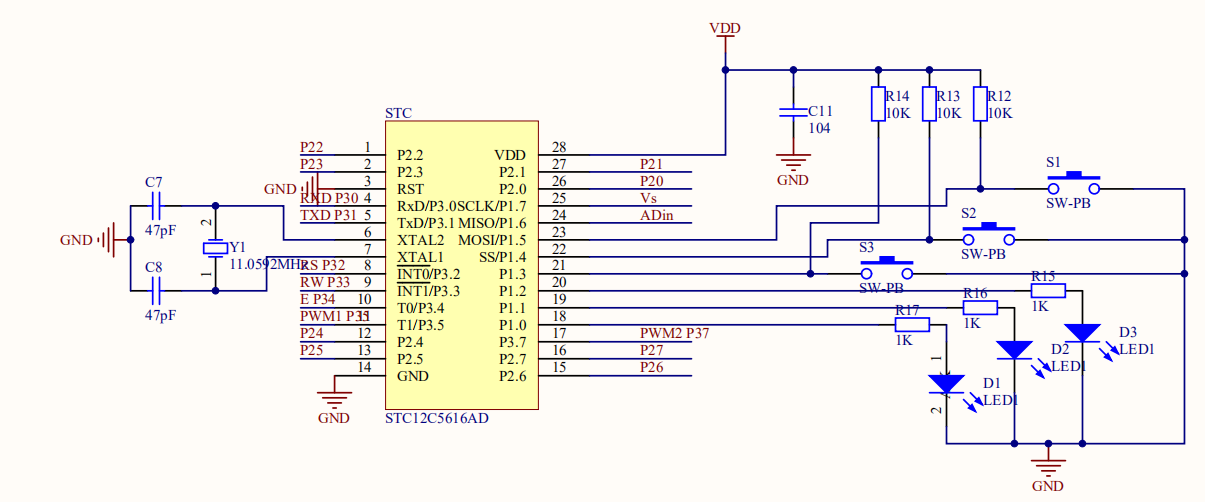 VDD
STC
C11
104
R14
10K
R13
10K
R12
10K
GND
P22 1 P2.2 VDD 28
P23 2 P2.3 P2.1 27 P21
GND 3 RST P2.0 26 P20
RXD P30 4 RxD/P3.0 SCLK/P1.7 25 Vs
TXD P31 5 TxD/P3.1 MISO/P1.6 24 ADin
6 XTAL2 MOSI/P1.5 23
7 XTAL1 SS/P1.4 22
RS P32 8 INT0/P3.2 P1.3 21
RW P33 9 INT1/P3.3 P1.2 20
E P34 10 T0/P3.4 P1.1 19
PWM1 P35 11 T1/P3.5 P1.0 18
P24 12 P2.4 P3.7 17 PWM2 P37
P25 13 P2.5 P2.7 16 P27
14 GND P2.6 15 P26
GND
STC12C5616AD
C7
47pF
GND
2
Y1
11.0592MHz
1
C8
47pF
S1
SW-PB
S2
SW-PB
S3
SW-PB
R15
1K
R16
1K
R17
1K
D3
LED1
D2
LED1
1
D1
LED1
2
GND